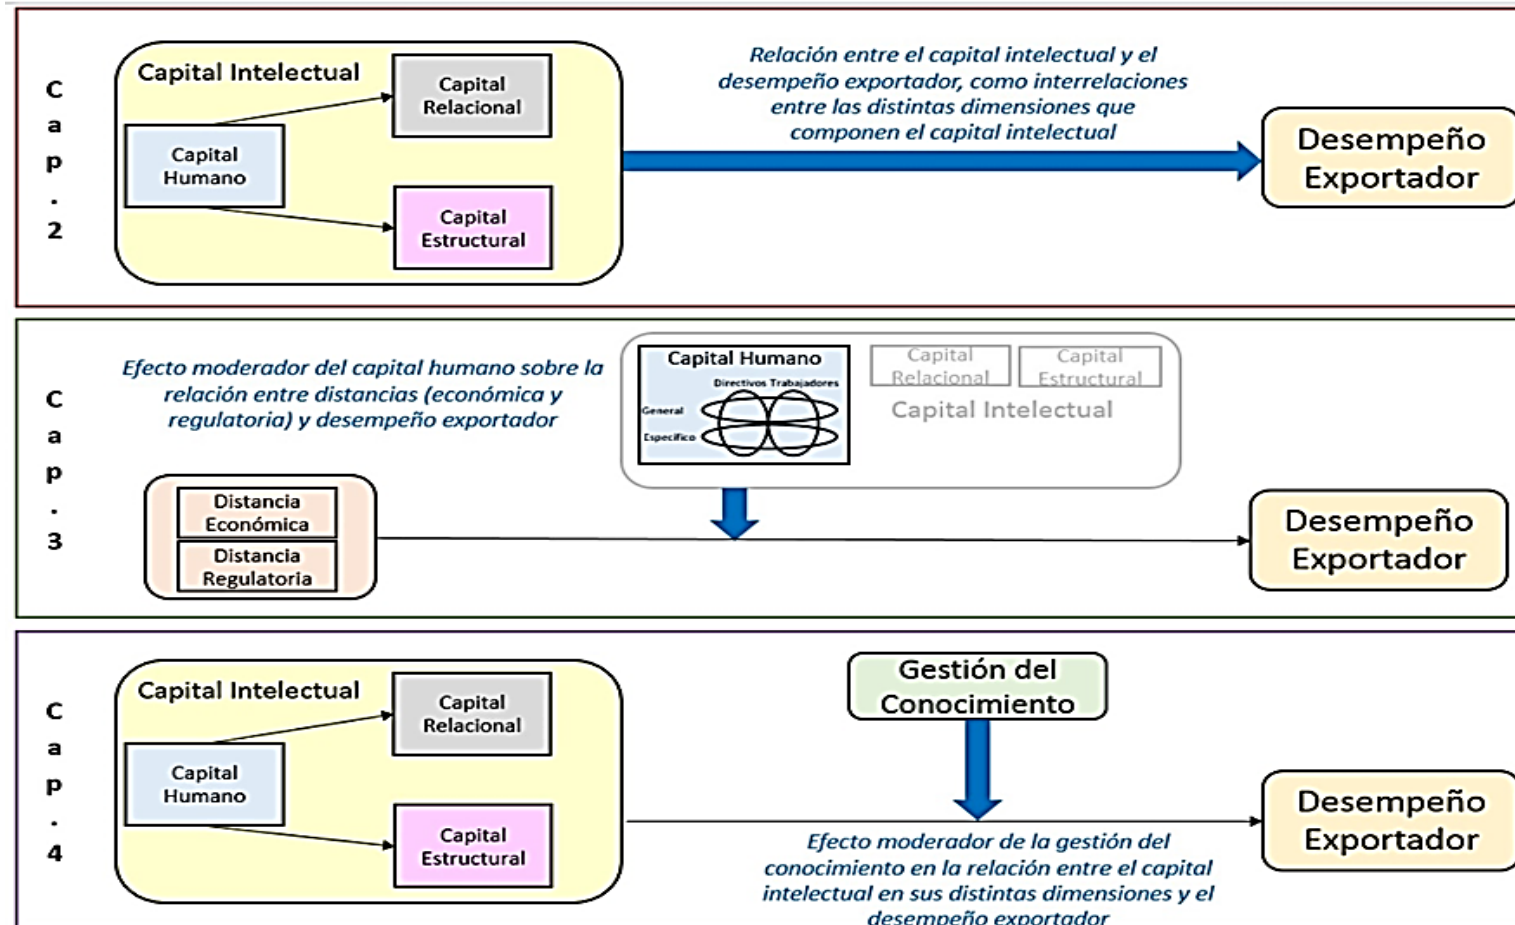 Cap.2
Capital Intelectual
Capital
Relacional
Capital
Humano
Capital
Estructural
Relación entre el capital intelectual y el
desempeño exportador, como interrelaciones
entre las distintas dimensiones que
componen el capital intelectual
Desempeño
Exportador
Cap.3
Efecto moderador del capital humano sobre la
relación entre distancias (económica y
regulatoria) y desempeño exportador
Capital Humano
Directivos Trabajadores
General
Específico
Capital
Relacional
Capital
Estructural
Capital Intelectual
Distancia
Económica
Distancia
Regulatoria
Desempeño
Exportador
Cap.4
Capital Intelectual
Capital
Relacional
Capital
Humano
Capital
Estructural
Gestión del
Conocimiento
Efecto moderador de la gestión del
conocimiento en la relación entre el capital
intelectual en sus distintas dimensiones y el
desempeño exportador
Desempeño
Exportador